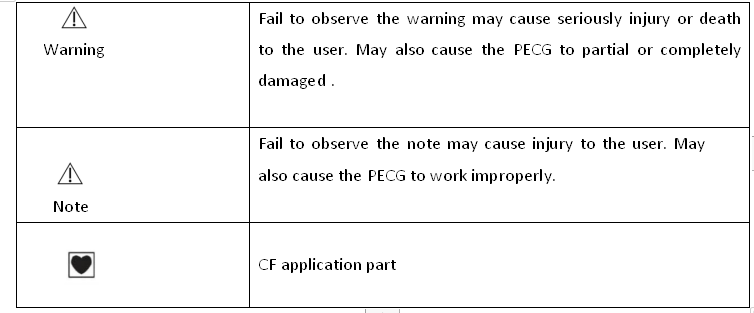 Fail to observe the warning may cause seriously injury or death
Warning
to the user. May also cause the PECG to partial or completely
damaged .
Fail to observe the note may cause injury to the user. May
also cause the PECG to work improperly.
Note
CF application part